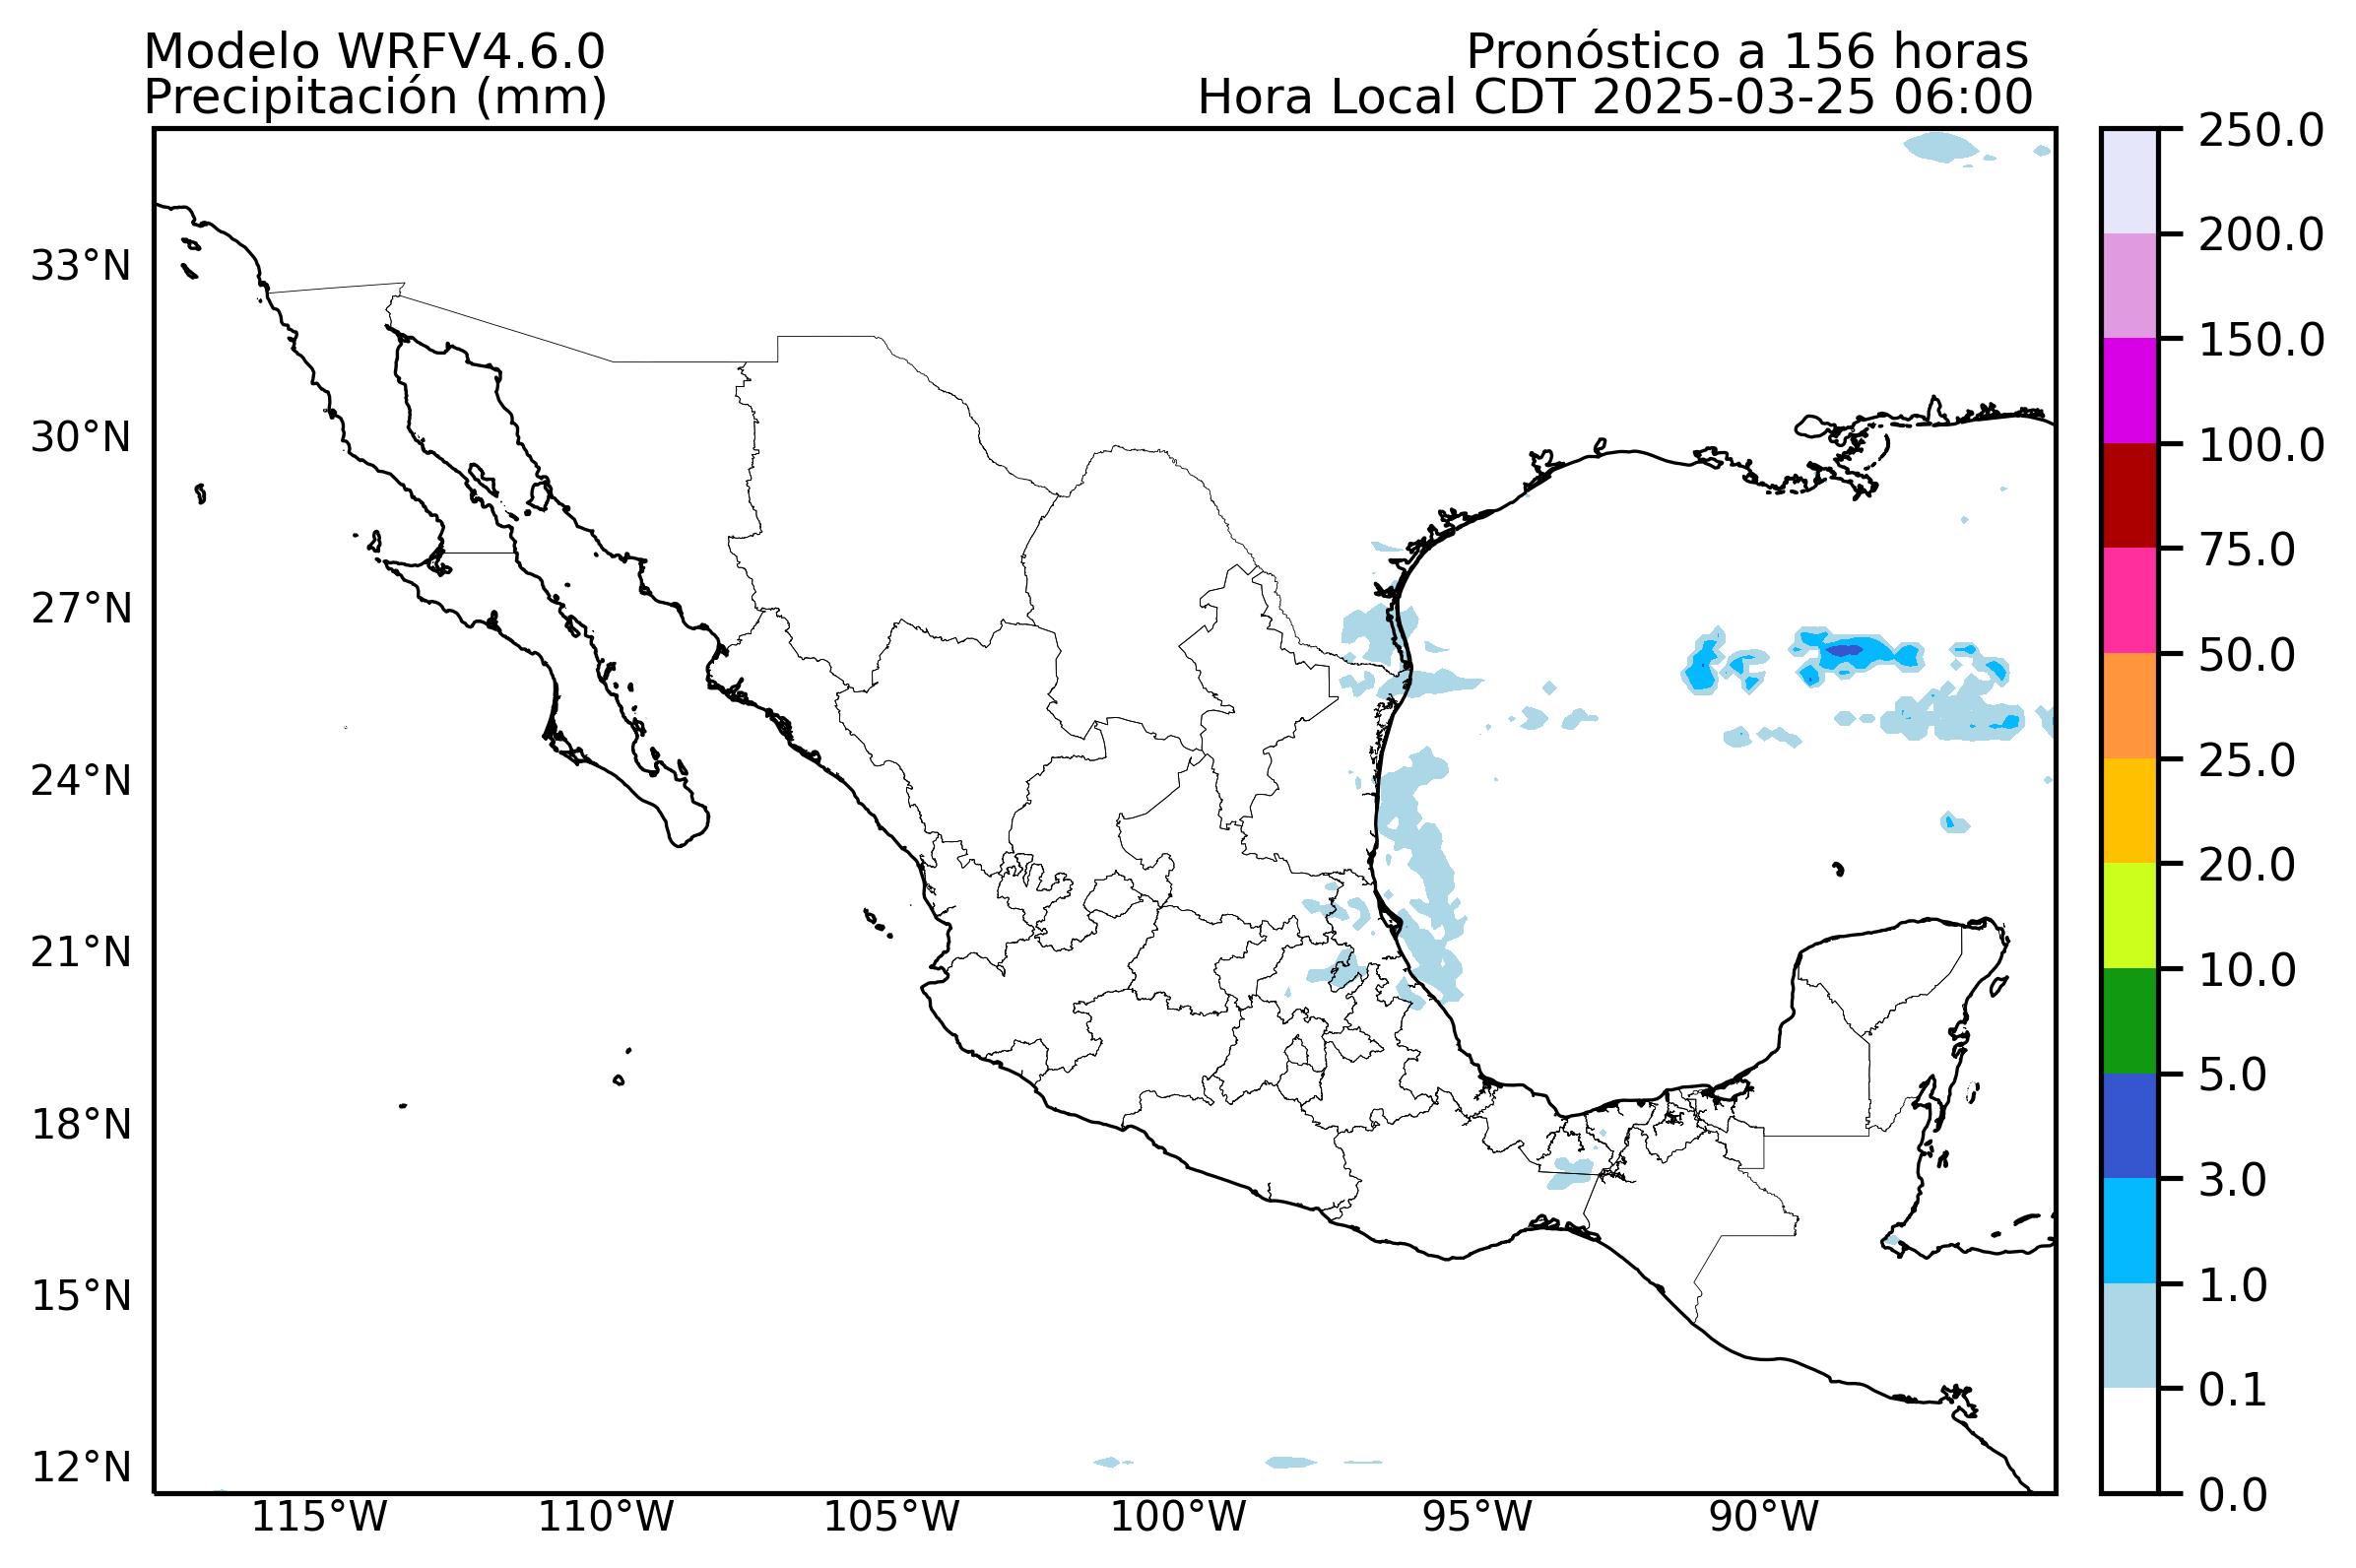 Modelo WRFV4.6.0
Precipitación (mm)
Pronóstico a 156 horas
Hora Local CDT 2025-03-25 06:00
33°N
30°N
27°N
24°N
21°N
18°N
15°N
12°N
115°W
110°W
105°W
100°W
95°W
90°W
250.0
200.0
150.0
100.0
75.0
50.0
25.0
20.0
10.0
5.0
3.0
1.0
0.1
0.0